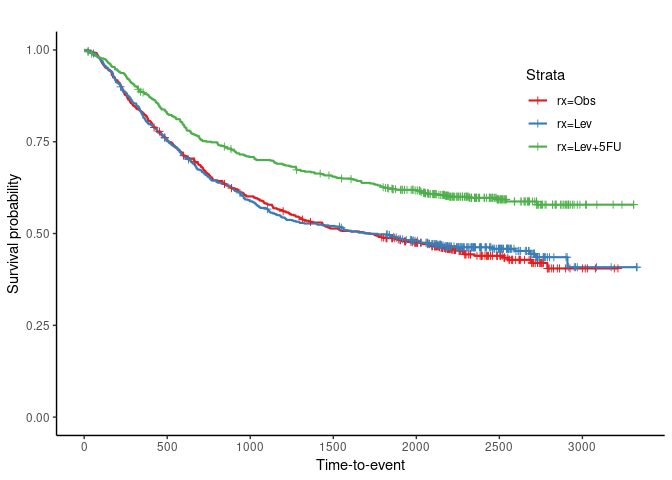 Strata
rx=Obs
rx=Lev
rx=Lev+5FU
Survival probability
1.00
0.75
0.50
0.25
0.00
0 500 1000 1500 2000 2500 3000
Time-to-event